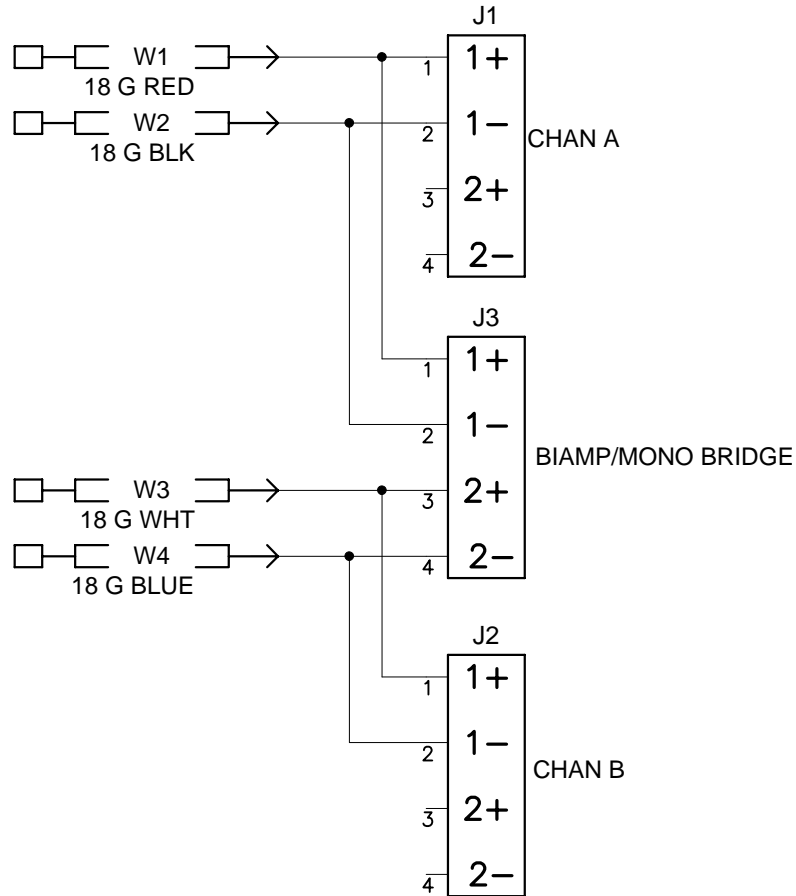 J1
W1
18 G RED
1
1+
W2
18 G BLK
2
1-
CHAN A
3
2+
4
2-
J3
1
1+
2
1-
BIAMP/MONO BRIDGE
W3
18 G WHT
3
2+
W4
18 G BLUE
4
2-
J2
1
1+
2
1-
CHAN B
3
2+
4
2-